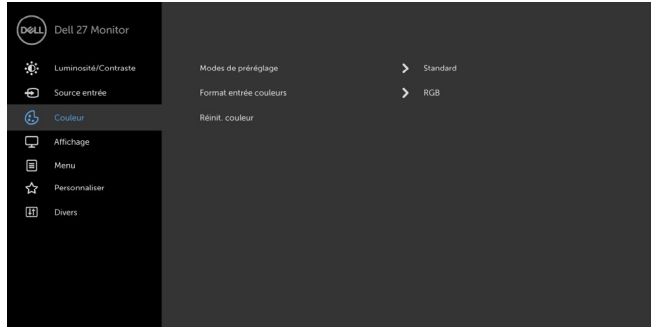 DELL Dell 27 Monitor
Luminosité/Contraste
Modes de préréglage Standard
Source entrée
Format entrée couleurs RGB
Couleur
Réinit. couleur
Affichage
Menu
Personnaliser
Divers